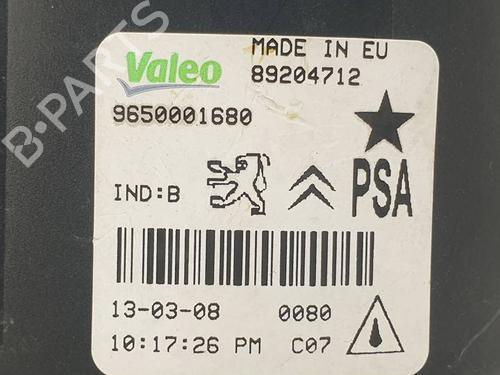 Valeo
MADE IN EU
89204712
9650001680
IND:B
PSA
13-03-08 0080
10:17:26 PM C07
B-PARTS